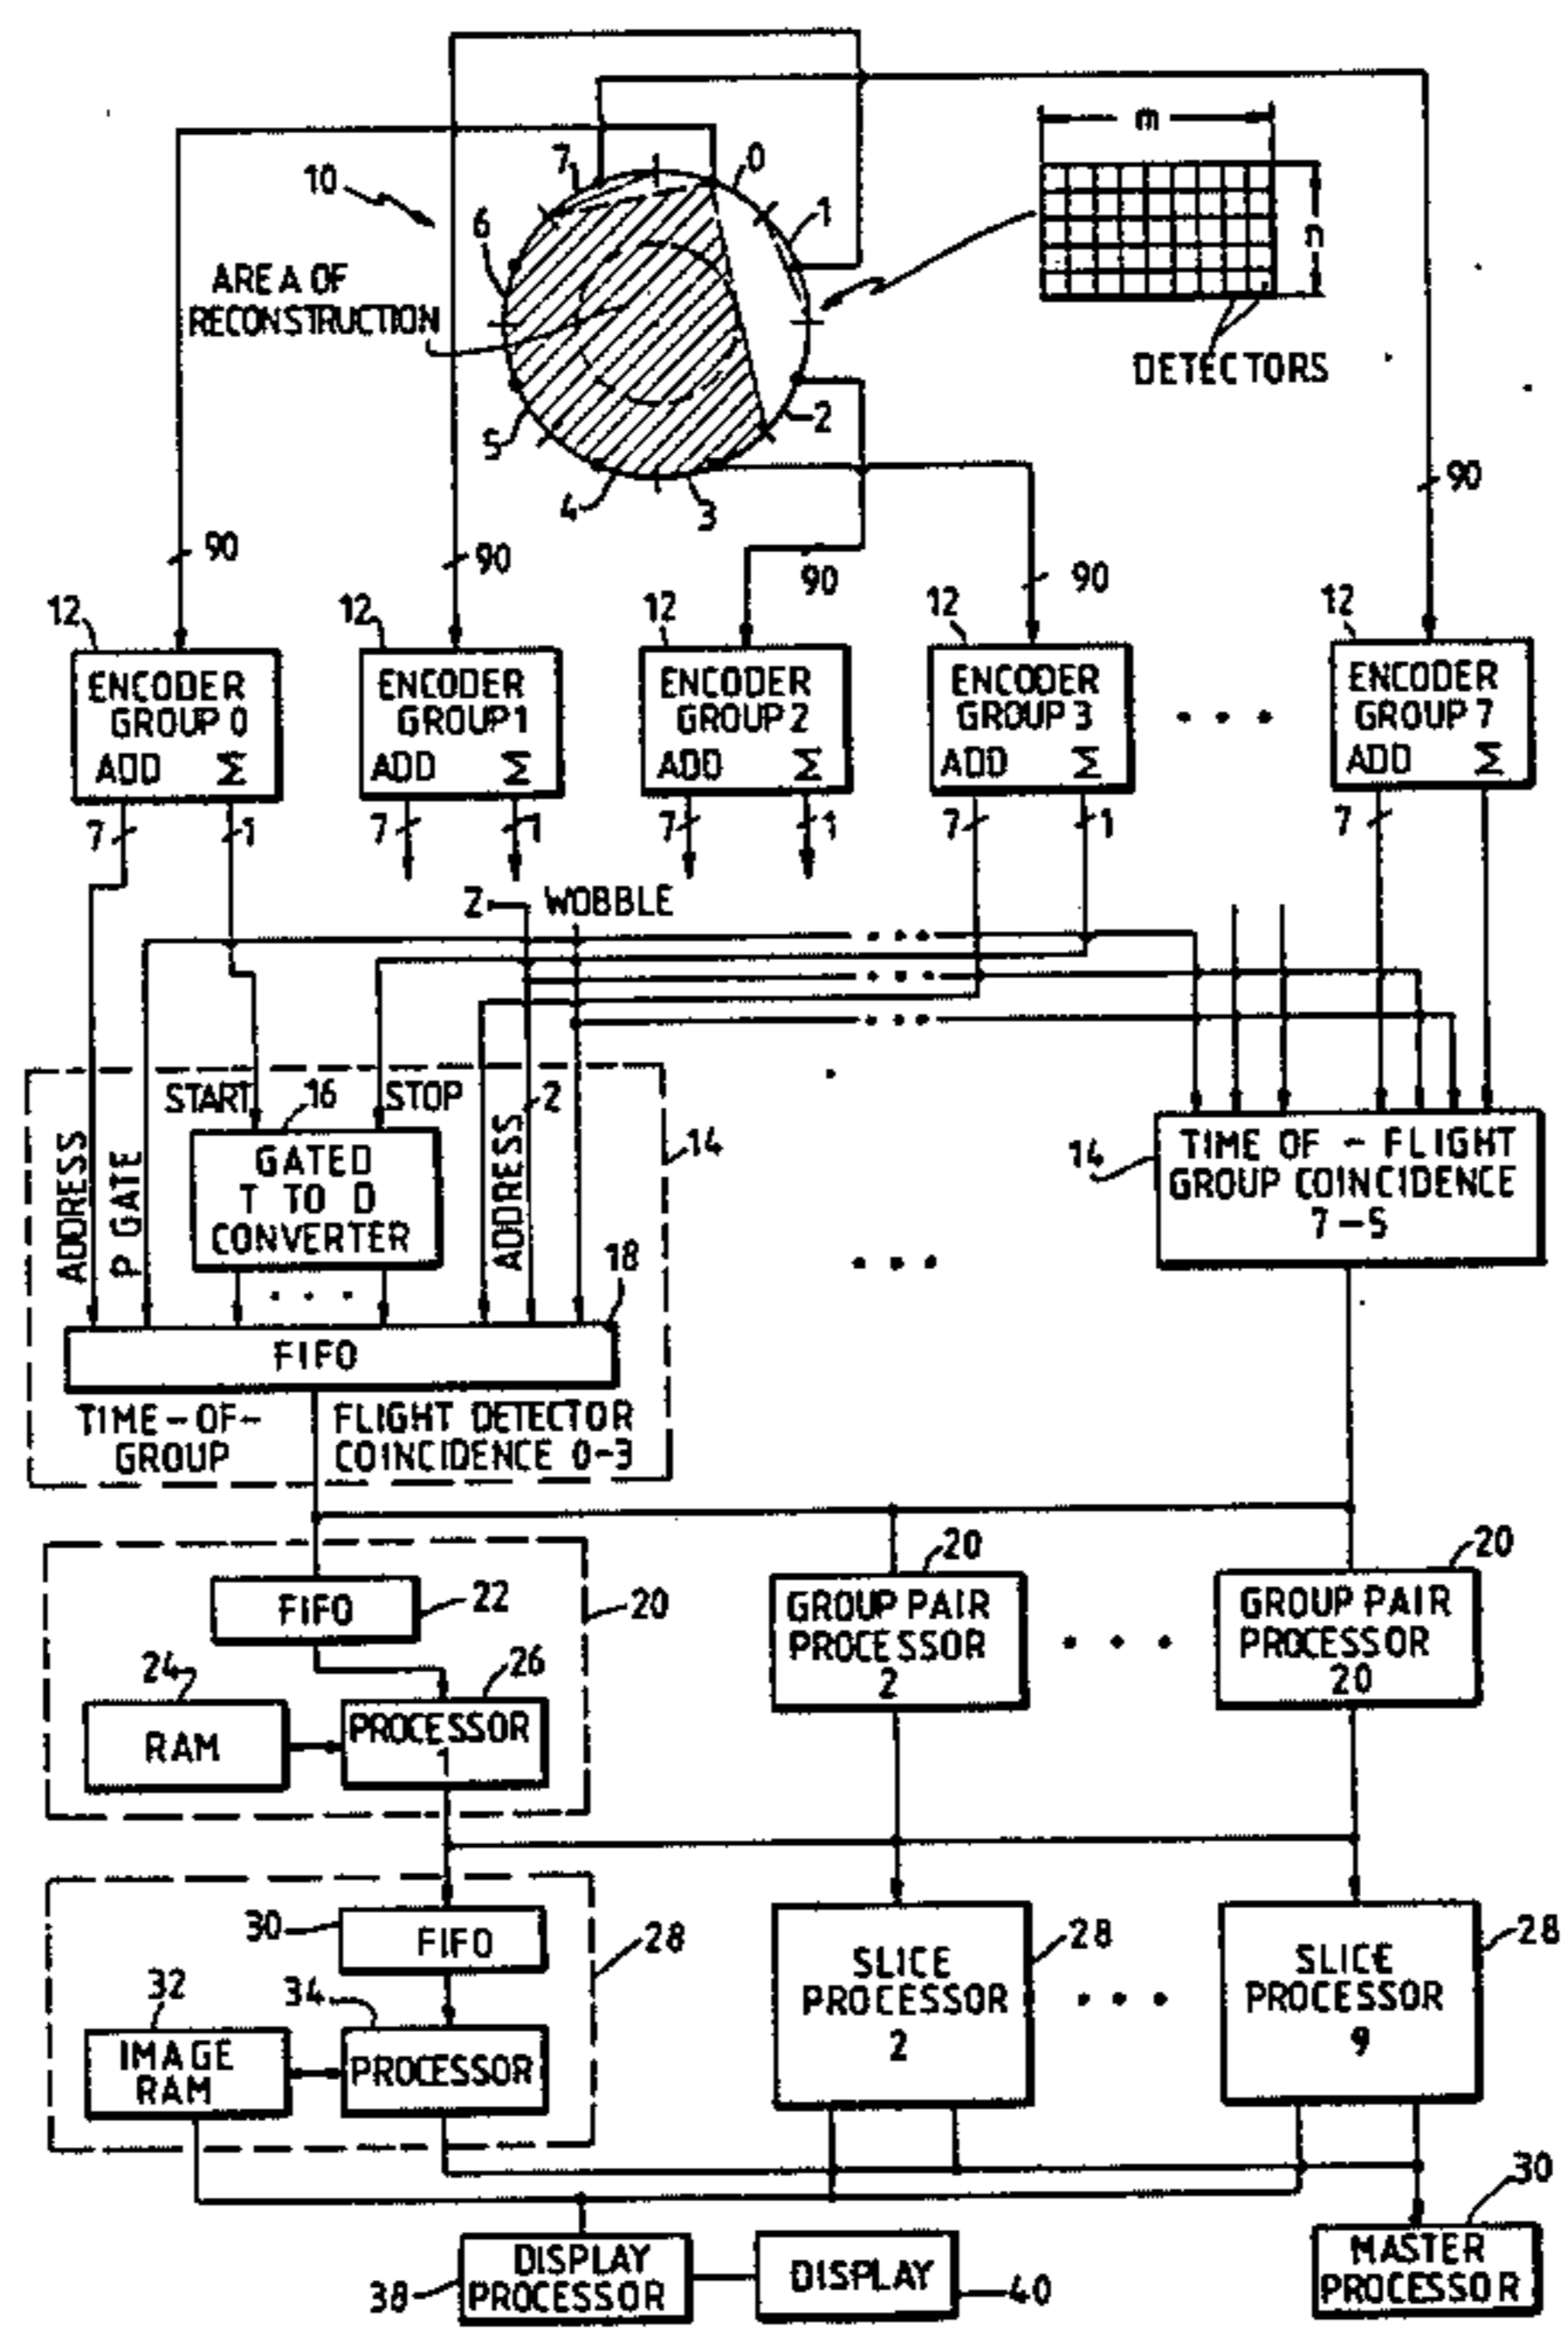 m
7
0
10
1
6
n
AREA OF
RECONSTRUCTION
DETECTORS
2
5
4
3
90
90
90
90
90
12
12
12
12
12
ENCODER
GROUP 0
ADD Σ
ENCODER
GROUP 1
ADD Σ
ENCODER
GROUP 2
ADD Σ
ENCODER
GROUP 3
ADD Σ
• • •
ENCODER
GROUP 7
ADD Σ
7
1
7
1
7
1
7
1
7
2
WOBBLE
• • •
• • •
• • •
START
16
STOP
2
ADDRESS
P GATE
GATED
T TO D
CONVERTER
ADDRESS
14
14
TIME OF - FLIGHT
GROUP COINCIDENCE
7 - 5
• • •
• • •
18
FIFO
TIME-OF- FLIGHT DETECTOR
GROUP COINCIDENCE 0-3
FIFO
22
20
20
GROUP PAIR
PROCESSOR
2
• • •
20
GROUP PAIR
PROCESSOR
20
24
RAM
26
PROCESSOR
1
30
FIFO
28
32
IMAGE
RAM
34
PROCESSOR
SLICE
PROCESSOR
2
28
• • •
SLICE
PROCESSOR
9
28
DISPLAY
PROCESSOR
38
DISPLAY
40
30
MASTER
PROCESSOR